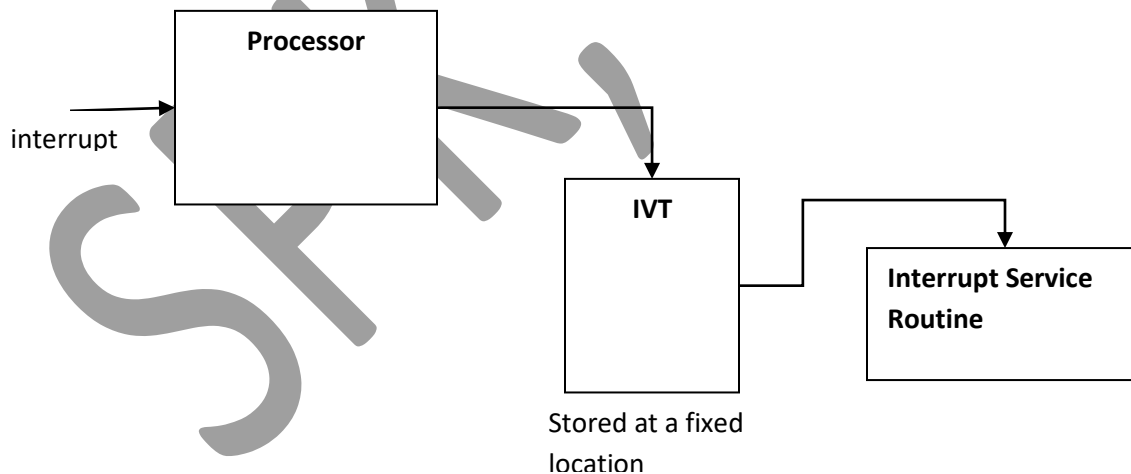 Processor
interrupt
IVT
Interrupt Service
Routine
Stored at a fixed
location